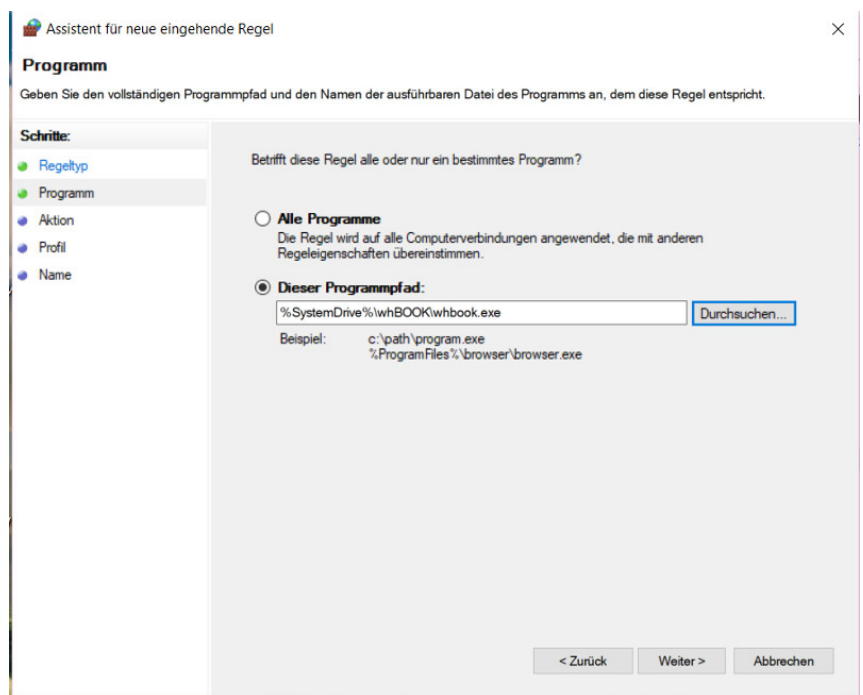 Assistent für neue eingehende Regel
Programm
Geben Sie den vollständigen Programmpfad und den Namen der ausführbaren Datei des Programms an, dem diese Regel entspricht.
Schritte:
Regeltyp
Programm
Aktion
Profil
Name
Betrifft diese Regel alle oder nur ein bestimmtes Programm?
Alle Programme
Die Regel wird auf alle Computerverbindungen angewendet, die mit anderen
Regeleigenschaften übereinstimmen.
Dieser Programmpfad:
%SystemDrive%\whBOOK\whbook.exe
Durchsuchen...
Beispiel: c:\path\program.exe
%ProgramFiles%\browser\browser.exe
< Zurück Weiter > Abbrechen